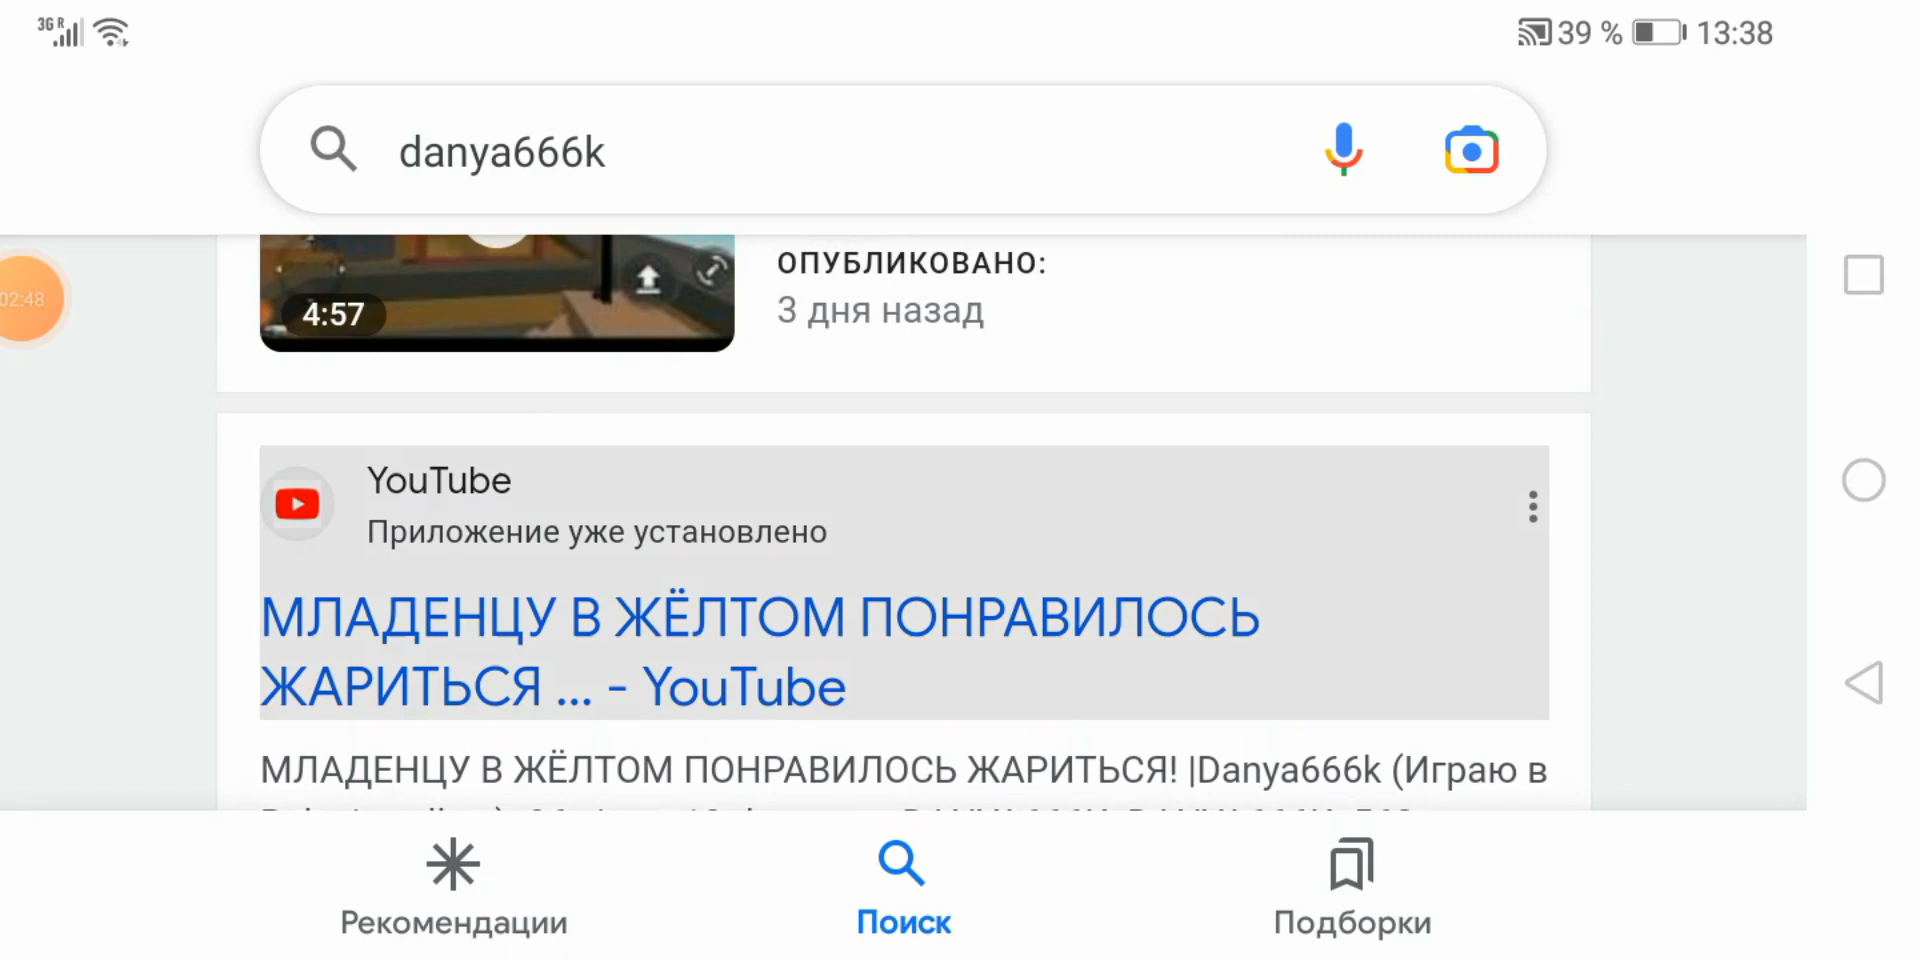 3G R
39 % 13:38
danya666k
02:48
4:57
ОПУБЛИКОВАНО:
3 дня назад
YouTube
Приложение уже установлено
МЛАДЕНЦУ В ЖЁЛТОМ ПОНРАВИЛОСЬ
ЖАРИТЬСЯ ... - YouTube
МЛАДЕНЦУ В ЖЁЛТОМ ПОНРАВИЛОСЬ ЖАРИТЬСЯ! |Danya666k (Играю в
Рекомендации
Поиск
Подборки